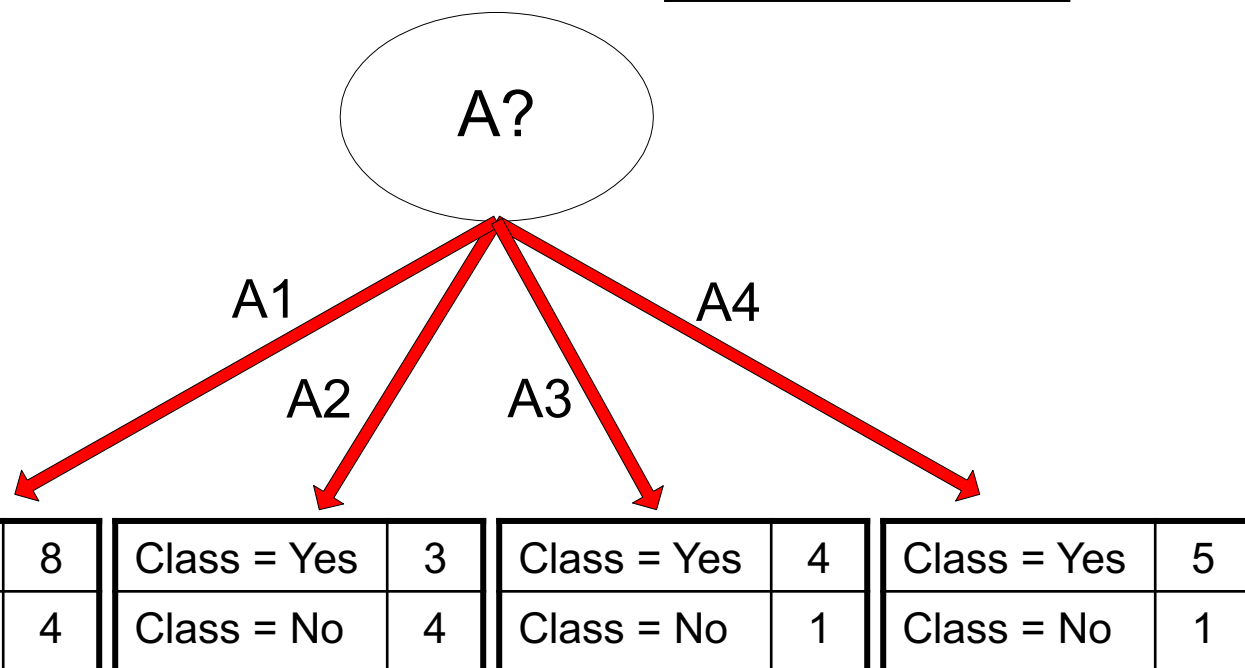 A?
A1
A4
A2
A3
8
Class = Yes 3
Class = Yes 4
Class = Yes 5
4
Class = No 4
Class = No 1
Class = No 1